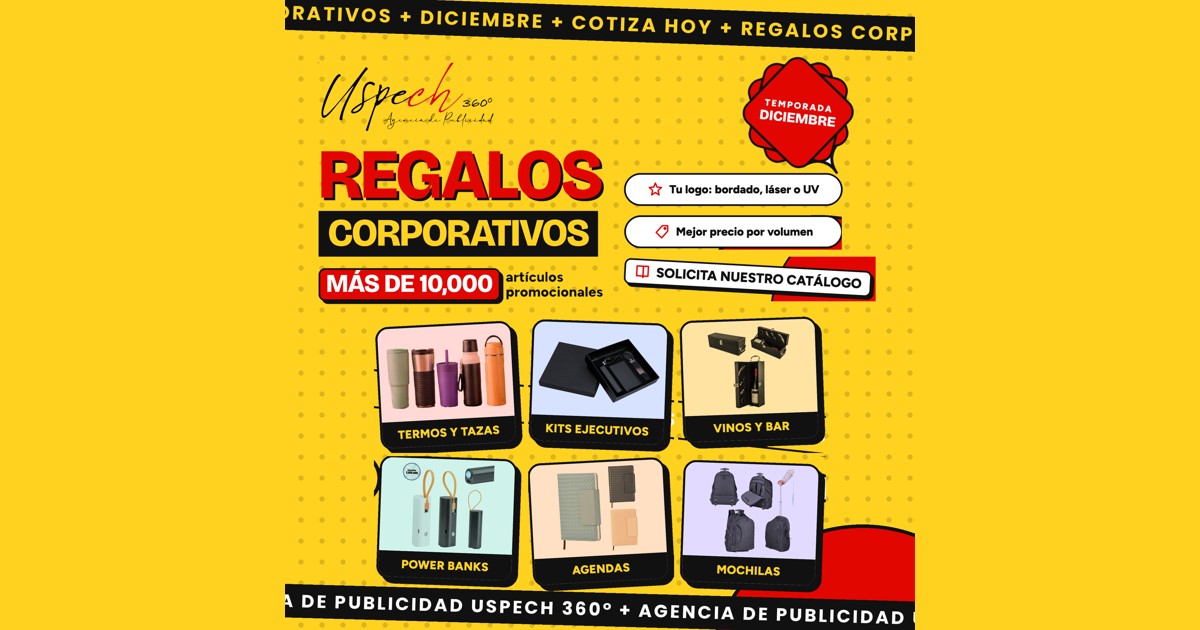 ORATIVOS + DICIEMBRE + COTIZA HOY + REGALOS CORP
Uspech 360°
Agencia de Publicidad
TEMPORADA
DICIEMBRE
REGALOS
CORPORATIVOS
MÁS DE 10,000 artículos
promocionales
Tu logo: bordado, láser o UV
Mejor precio por volumen
SOLICITA NUESTRO CATÁLOGO
TERMOS Y TAZAS
KITS EJECUTIVOS
VINOS Y BAR
POWER BANKS
AGENDAS
MOCHILAS
A DE PUBLICIDAD USPECH 360° + AGENCIA DE PUBLICIDAD